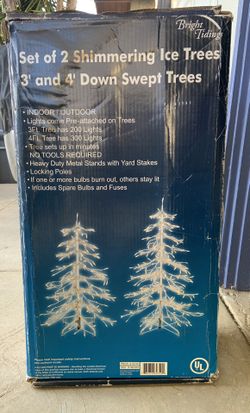 Bright
Tidings
Set of 2 Shimmering Ice Trees
3' and 4' Down Swept Trees
• INDOOR / OUTDOOR
• Lights come Pre-attached on Trees
3FL Tree has 200 Lights
4FL Tree has 300 Lights
• Tree sets up in minutes
NO TOOLS REQUIRED
• Heavy Duty Metal Stands with Yard Stakes
• Locking Poles
• If one or more bulbs burn out, others stay lit
• Includes Spare Bulbs and Fuses
UL